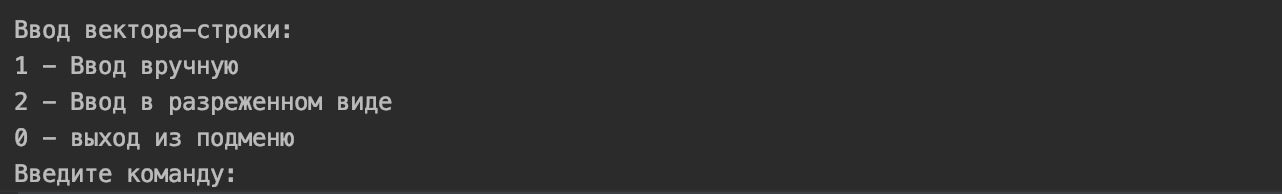 Ввод вектора-строки:
1 - Ввод вручную
2 - Ввод в разреженном виде
0 - выход из подменю
Введите команду: